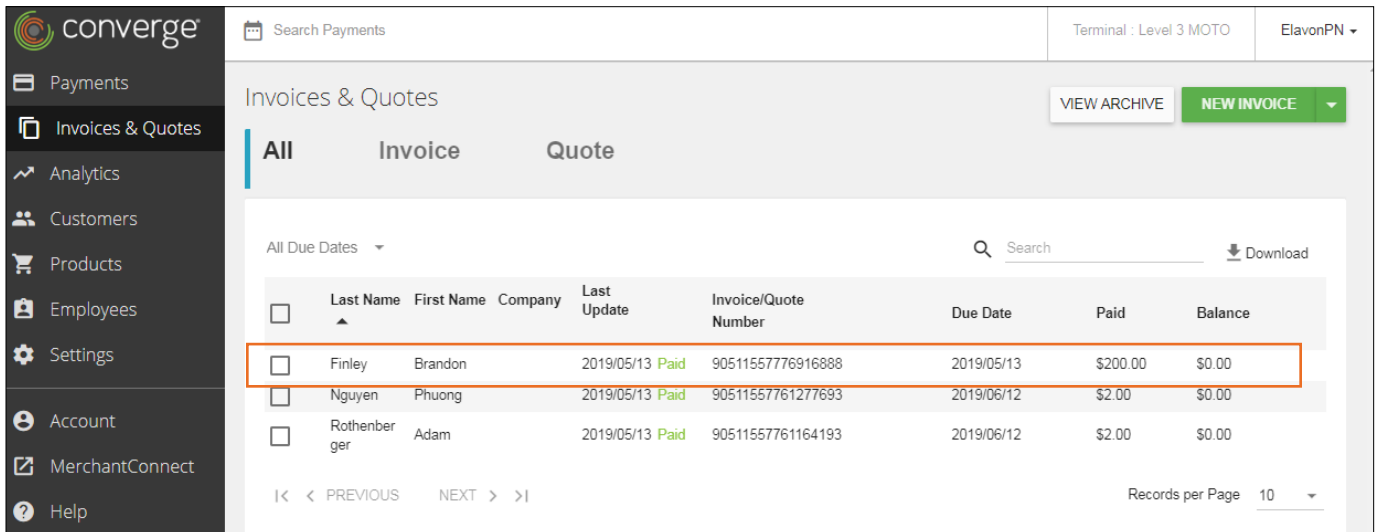 converge
Search Payments
Terminal : Level 3 MOTO
ElavonPN
Payments
Invoices & Quotes
Analytics
Customers
Products
Employees
Settings
Account
MerchantConnect
Help
Invoices & Quotes
VIEW ARCHIVE
NEW INVOICE
All Invoice Quote
All Due Dates
Search
Download
Last Name First Name Company Last Update Invoice/Quote Number Due Date Paid Balance
Finley Brandon 2019/05/13 Paid 90511557776916888 2019/05/13 $200.00 $0.00
Nguyen Phuong 2019/05/13 Paid 90511557761277693 2019/06/12 $2.00 $0.00
Rothenber
ger Adam 2019/05/13 Paid 90511557761164193 2019/06/12 $2.00 $0.00
PREVIOUS NEXT
Records per Page 10